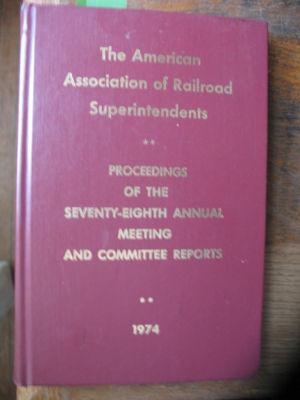 The American
Association of Railroad
Superintendents
**
PROCEEDINGS
OF THE
SEVENTY-EIGHTH ANNUAL
MEETING
AND COMMITTEE REPORTS
**
1974